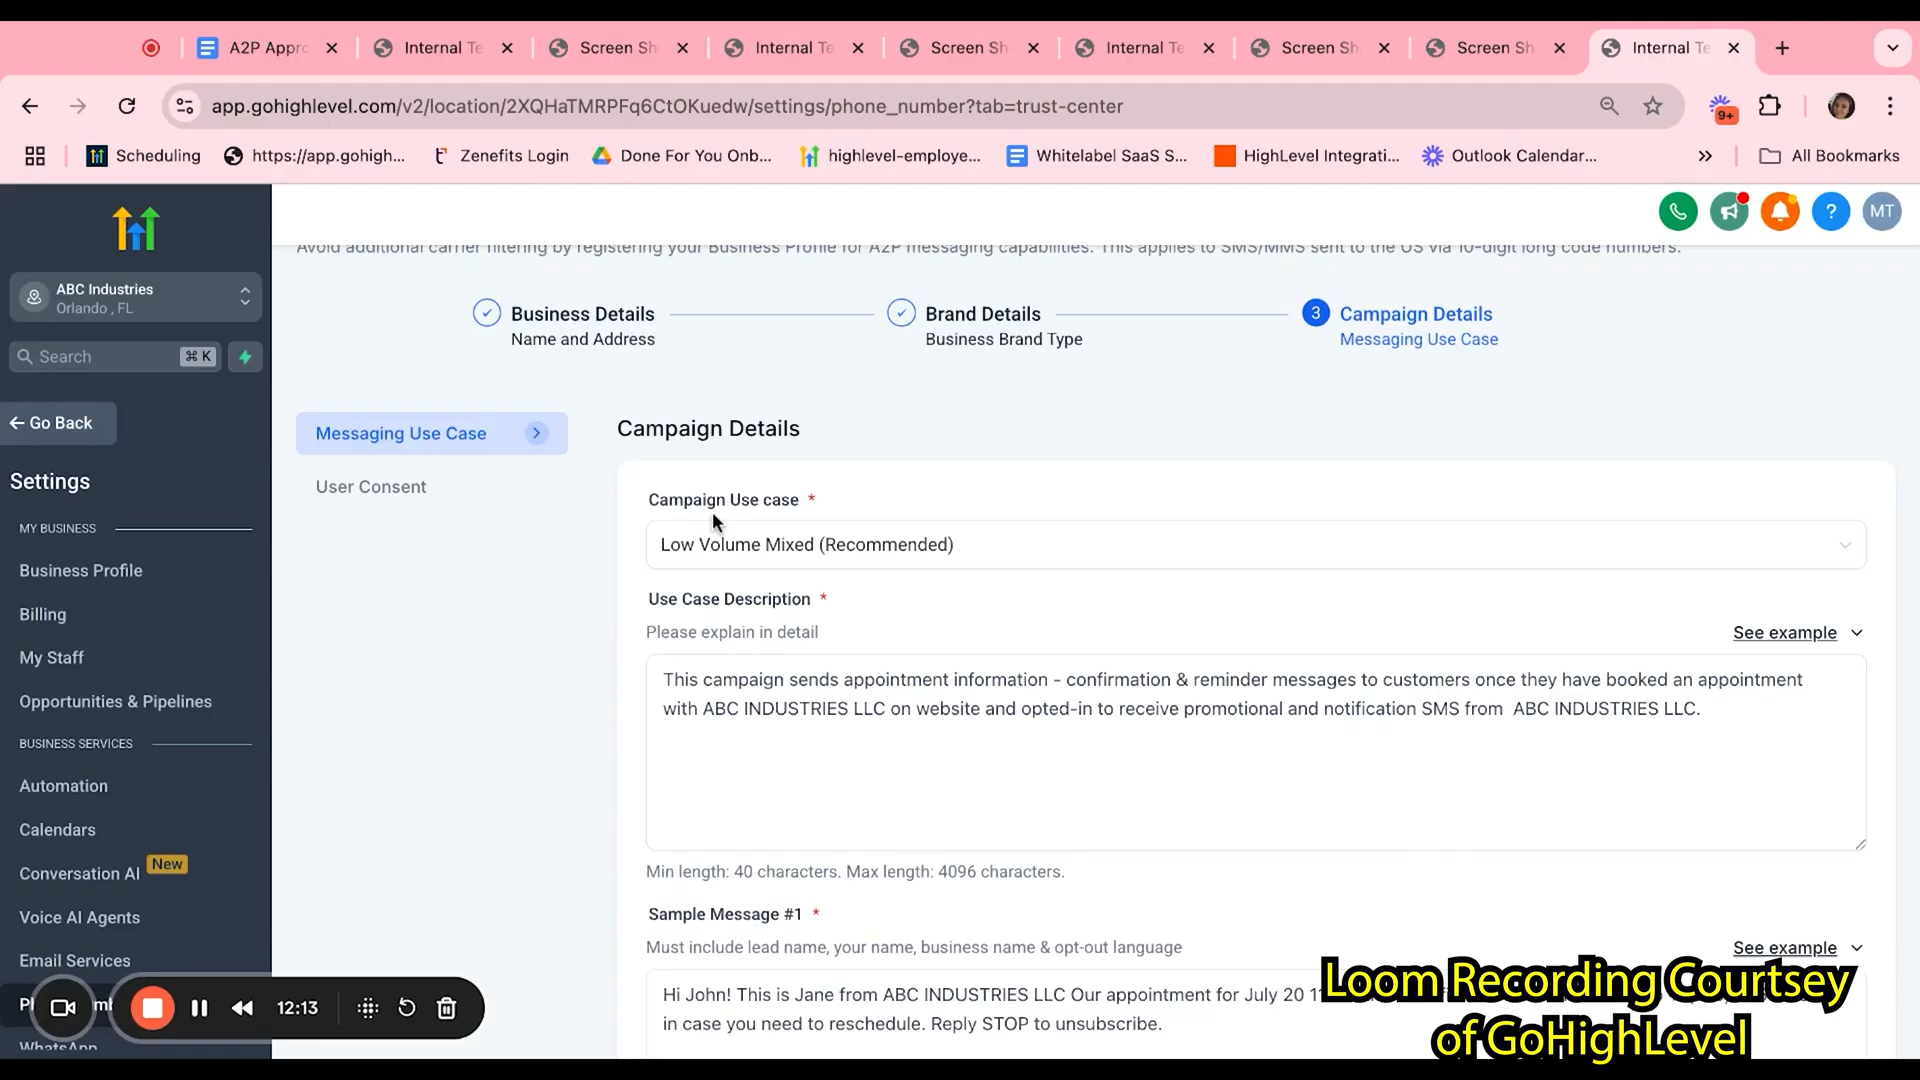 A2P Appro
Internal Te
Screen Sh
Internal Te
Screen Sh
Internal Te
Screen Sh
Screen Sh
Internal Te
app.gohighlevel.com/v2/location/2XQHaTMRPFq6CtOKuedw/settings/phone_number?tab=trust-center
9+
Scheduling
https://app.gohigh...
Zenefits Login
Done For You Onb...
highlevel-employe...
Whitelabel SaaS S...
HighLevel Integrati...
Outlook Calendar...
All Bookmarks
MT
Avoid additional carrier filtering by registering your Business Profile for A2P messaging capabilities. This applies to SMS/MMS sent to the US via 10-digit long code numbers.
ABC Industries
Orlando , FL
Search ⌘ K
Go Back
Settings
MY BUSINESS
Business Profile
Billing
My Staff
Opportunities & Pipelines
BUSINESS SERVICES
Automation
Calendars
Conversation AI New
Voice AI Agents
Email Services
WhatsApp
12:13
Business Details
Name and Address
Brand Details
Business Brand Type
3 Campaign Details
Messaging Use Case
Messaging Use Case
User Consent
Campaign Details
Campaign Use case *
Low Volume Mixed (Recommended)
Use Case Description *
Please explain in detail
See example
This campaign sends appointment information - confirmation & reminder messages to customers once they have booked an appointment
with ABC INDUSTRIES LLC on website and opted-in to receive promotional and notification SMS from ABC INDUSTRIES LLC.
Min length: 40 characters. Max length: 4096 characters.
Sample Message #1 *
Must include lead name, your name, business name & opt-out language
See example
Hi John! This is Jane from ABC INDUSTRIES LLC Our appointment for July 20
in case you need to reschedule. Reply STOP to unsubscribe.
Loom Recording Courtsey
of GoHighLevel